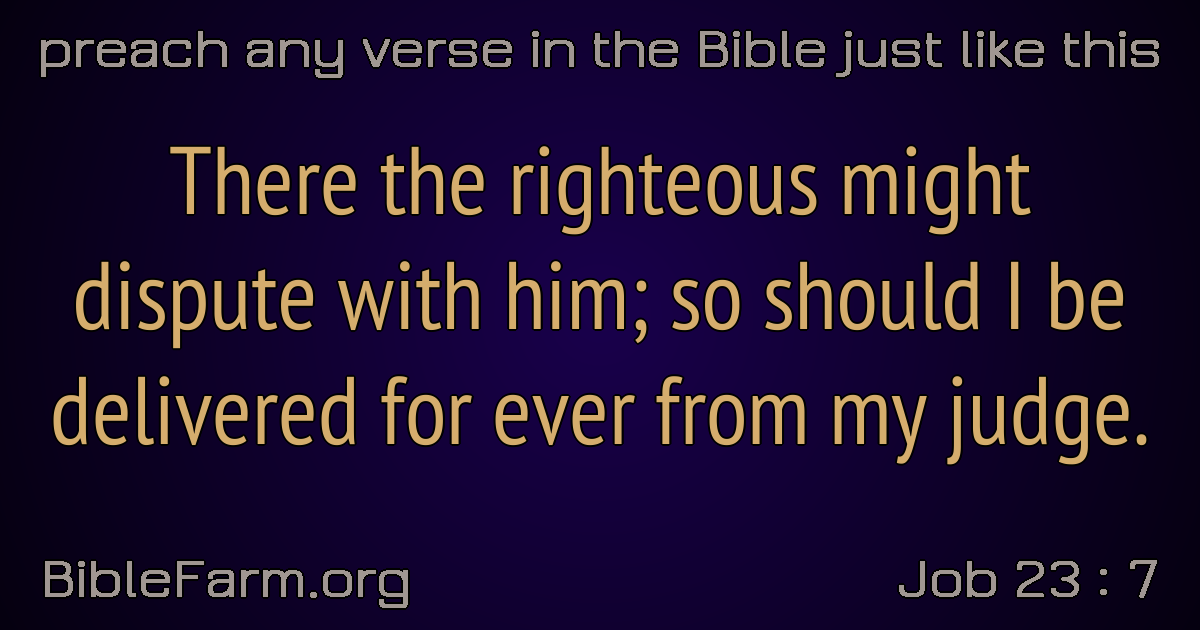 preach any verse in the Bible just like this
There the righteous might
dispute with him; so should I be
delivered for ever from my judge.
BibleFarm.org
Job 23 : 7